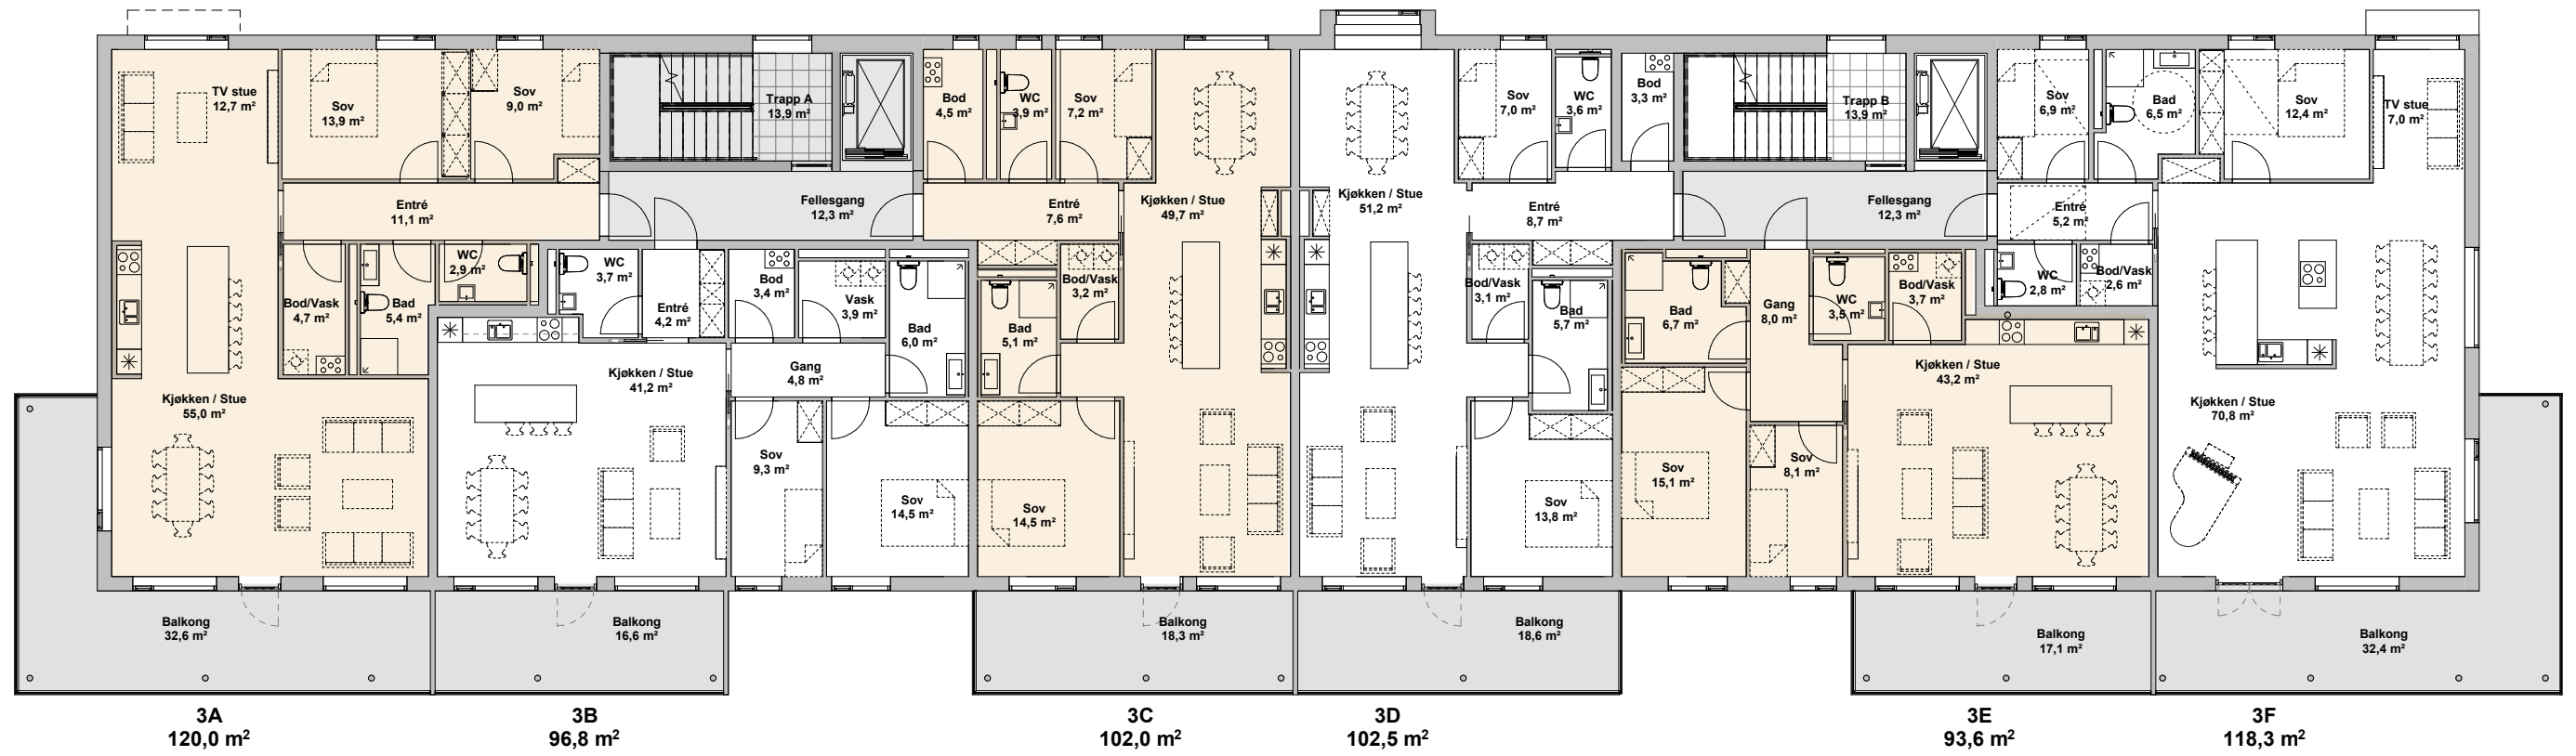 TV stue
12,7 m²
Sov
13,9 m²
Sov
9,0 m²
Trapp A
13,9 m²
Bod
4,5 m²
WC
3,9 m²
Sov
7,2 m²
Sov
7,0 m²
WC
3,6 m²
Bod
3,3 m²
Trapp B
13,9 m²
Sov
6,9 m²
Bad
6,5 m²
Sov
12,4 m²
TV stue
7,0 m²
Entré
11,1 m²
Fellesgang
12,3 m²
Entré
7,6 m²
Kjøkken / Stue
49,7 m²
Kjøkken / Stue
51,2 m²
Entré
8,7 m²
Fellesgang
12,3 m²
Entré
5,2 m²
WC
2,9 m²
WC
3,7 m²
Bod/Vask
4,7 m²
Bad
5,4 m²
Entré
4,2 m²
Bod
3,4 m²
Vask
3,9 m²
Bad
6,0 m²
Bad
5,1 m²
Bod/Vask
3,2 m²
Bod/Vask
3,1 m²
Bad
5,7 m²
Bad
6,7 m²
Gang
8,0 m²
WC
3,5 m²
Bod/Vask
3,7 m²
WC
2,8 m²
Bod/Vask
2,6 m²
Kjøkken / Stue
55,0 m²
Kjøkken / Stue
41,2 m²
Gang
4,8 m²
Kjøkken / Stue
43,2 m²
Kjøkken / Stue
70,8 m²
Sov
9,3 m²
Sov
14,5 m²
Sov
14,5 m²
Sov
13,8 m²
Sov
15,1 m²
Sov
8,1 m²
Balkong
32,6 m²
Balkong
16,6 m²
Balkong
18,3 m²
Balkong
18,6 m²
Balkong
17,1 m²
Balkong
32,4 m²
3A
120,0 m²
3B
96,8 m²
3C
102,0 m²
3D
102,5 m²
3E
93,6 m²
3F
118,3 m²